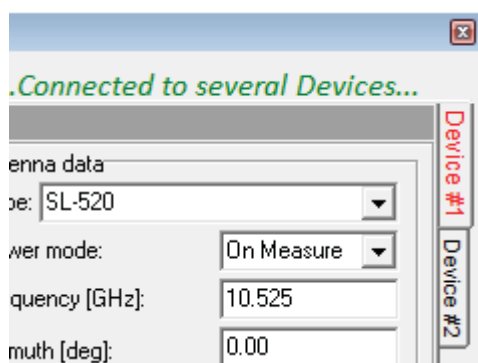 ..Connected to several Devices...
enna data
pe: SL-520
wer mode: On Measure
quency [GHz]: 10.525
muth [deg]: 0.00
Device #1
Device #2